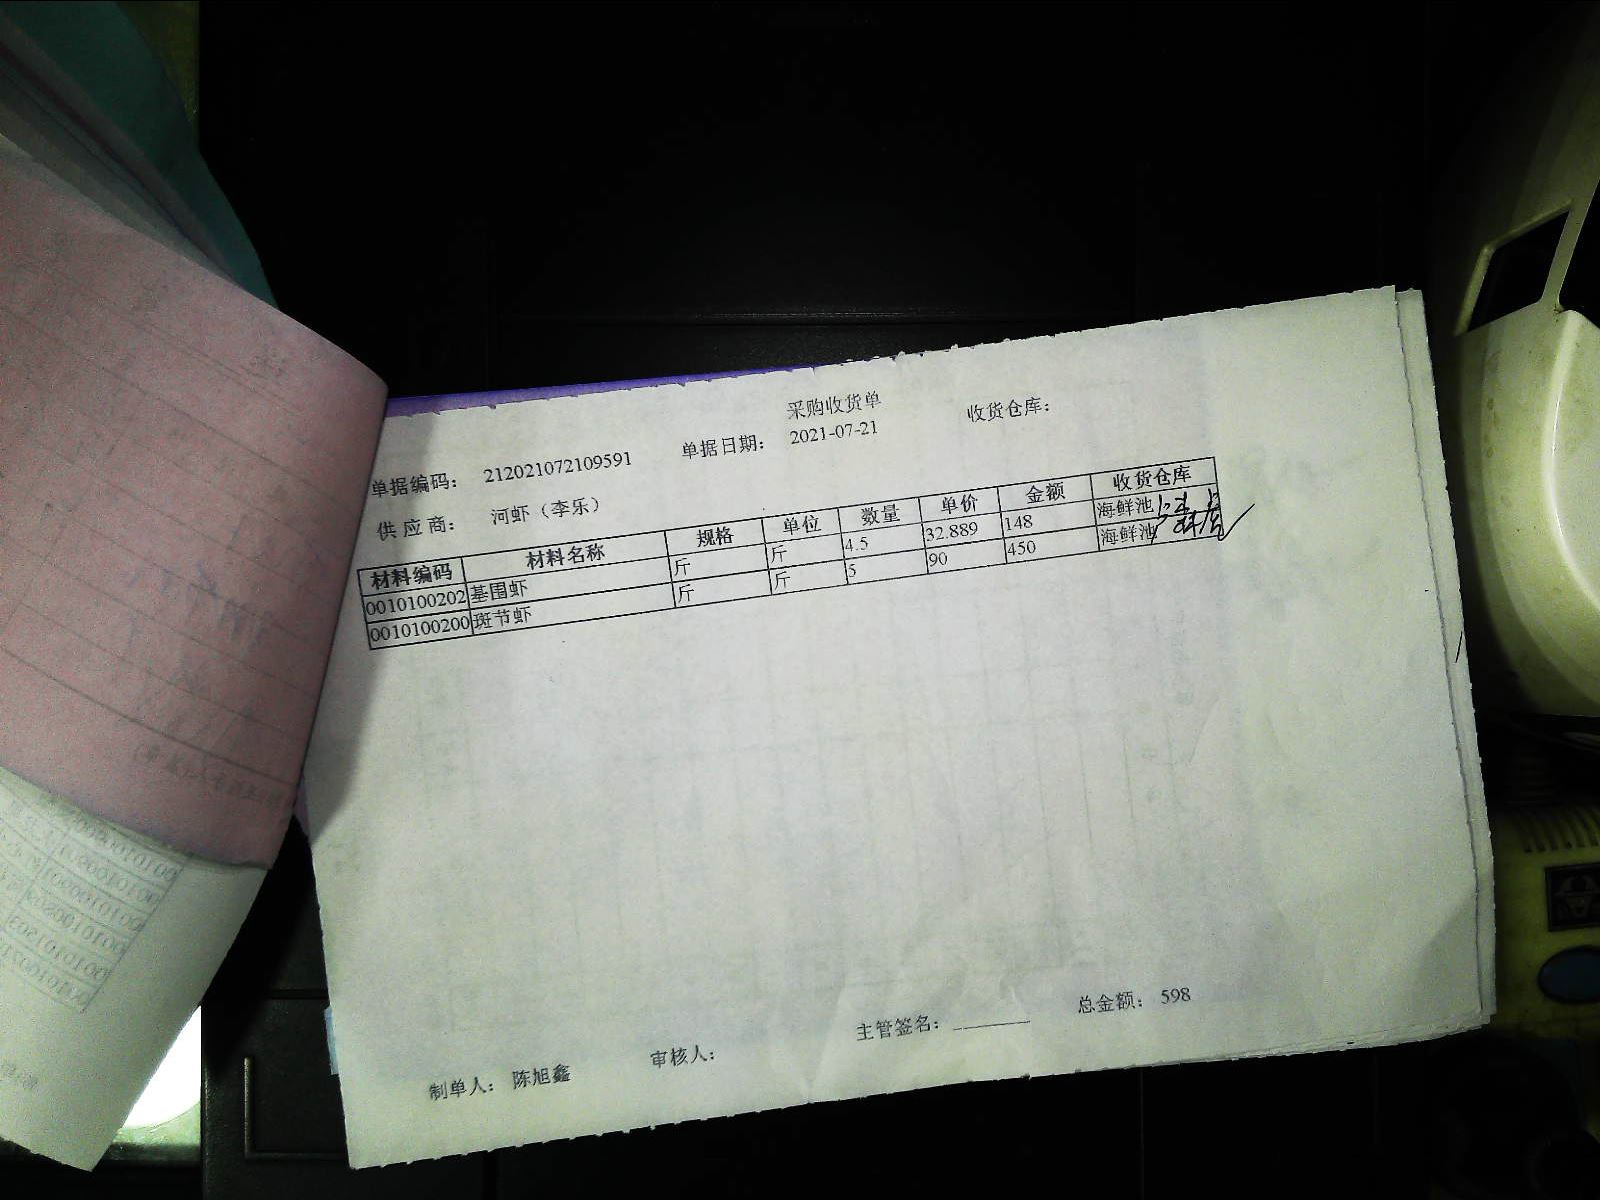 采购收货单
单据编码： 212021072109591 单据日期： 2021-07-21 收货仓库：
供应商： 河虾（李乐）
材料编码 材料名称 规格 单位 数量 单价 金额 收货仓库
0010100202 基围虾 斤 斤 4.5 32.889 148 海鲜池
0010100200 斑节虾 斤 斤 5 90 450 海鲜池
总金额： 598
制单人： 陈旭鑫 审核人： 主管签名：